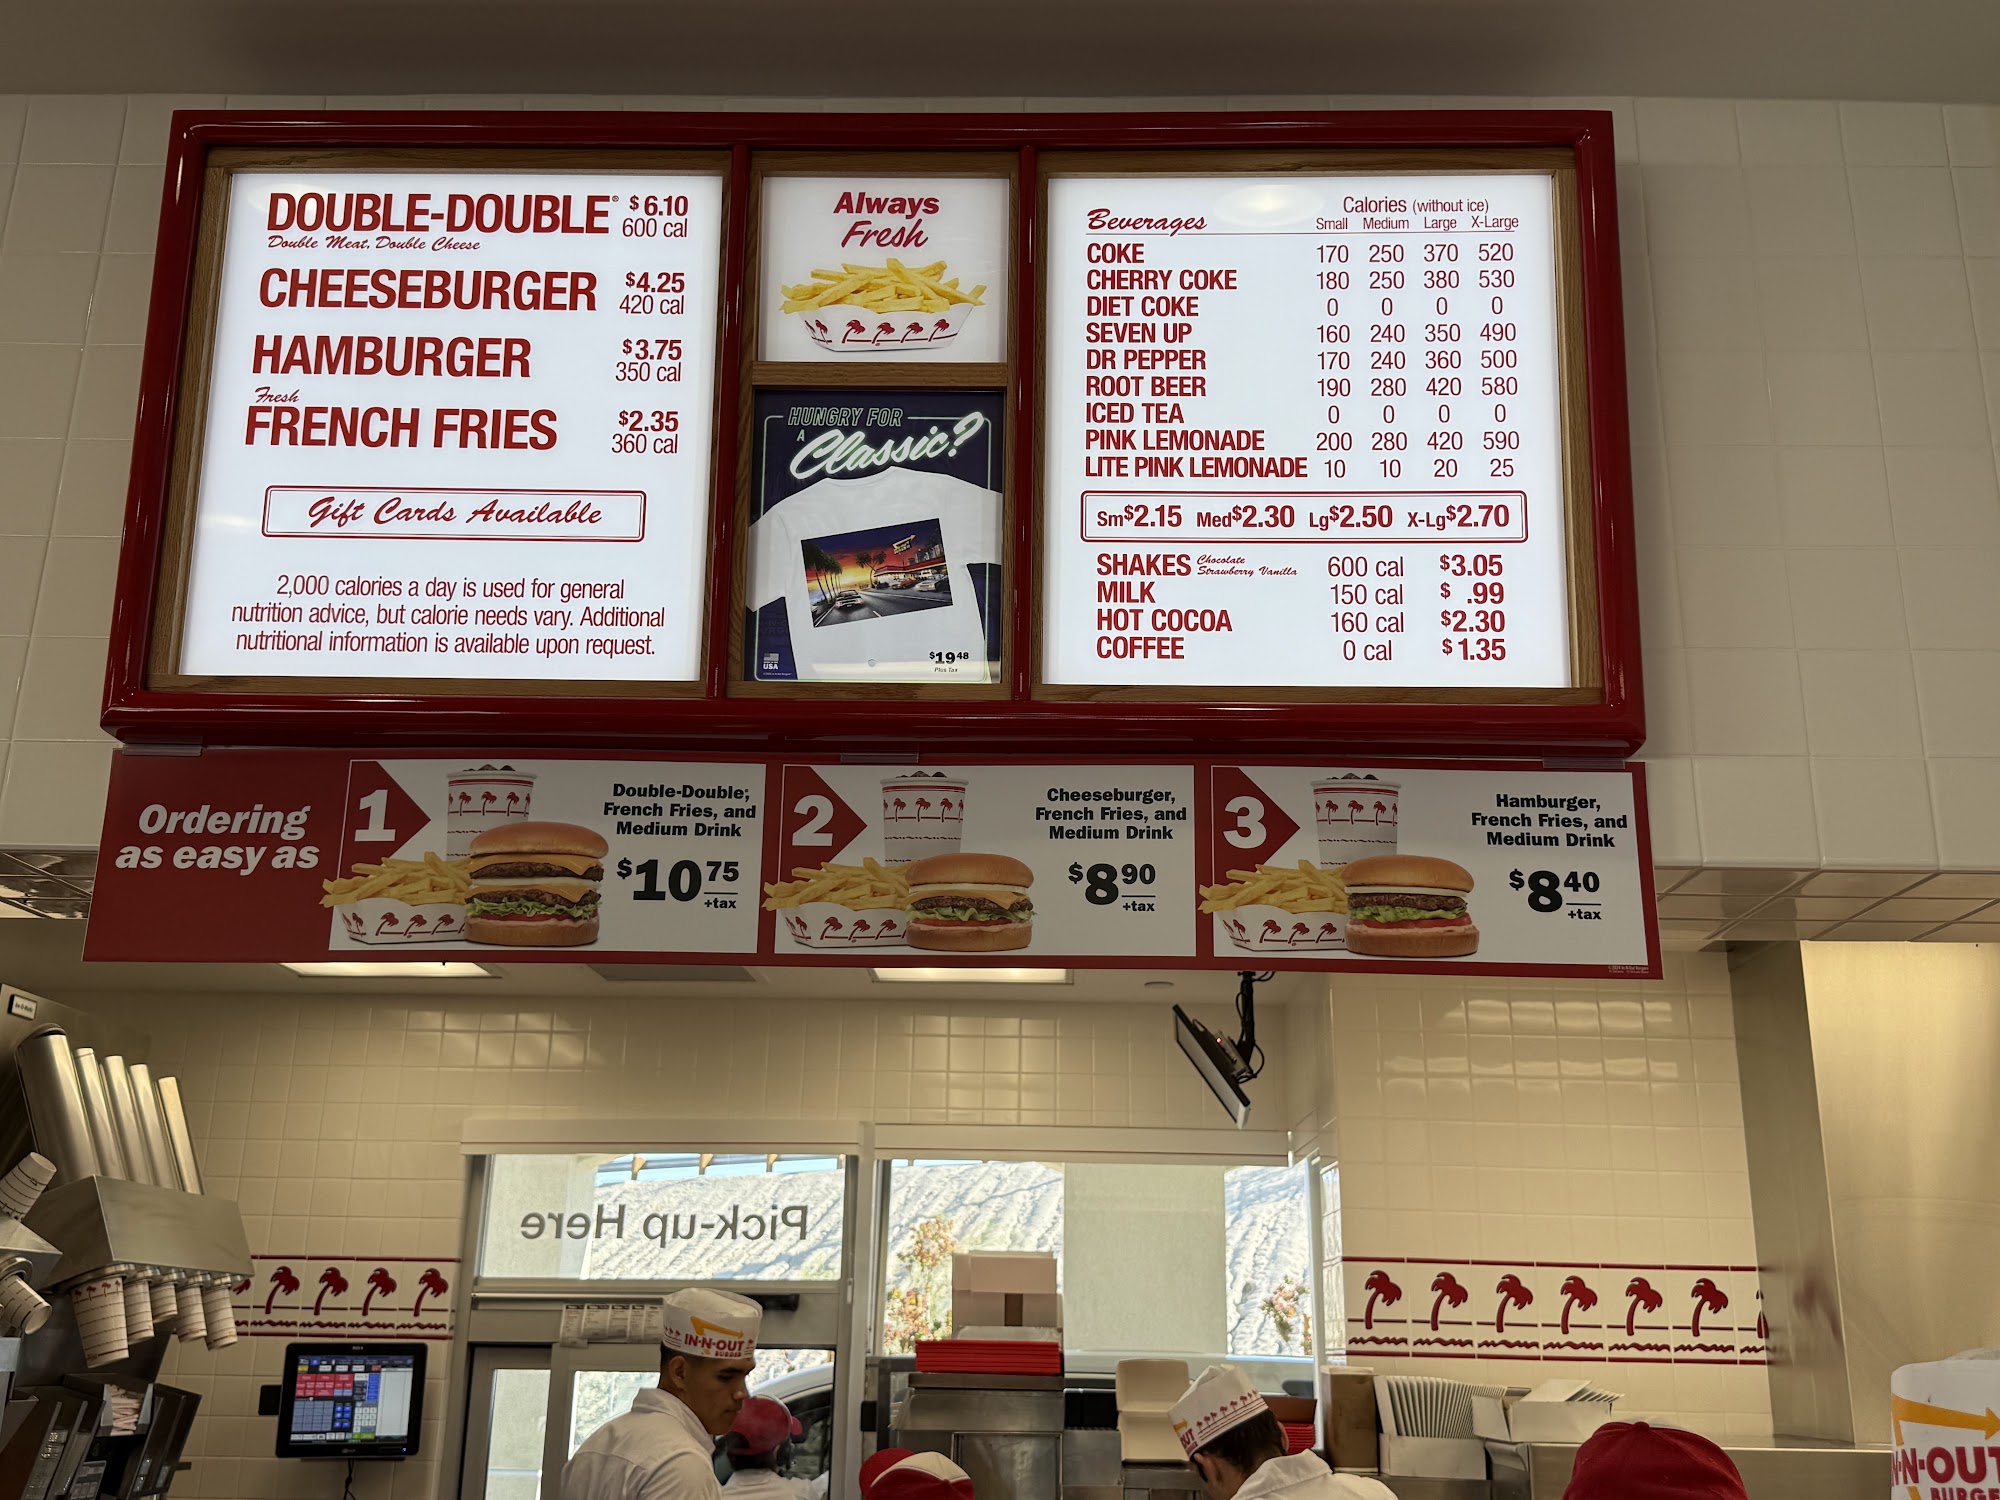 DOUBLE-DOUBLE® $6.10
Double Meat, Double Cheese 600 cal
CHEESEBURGER $4.25
420 cal
HAMBURGER $3.75
350 cal
Fresh
FRENCH FRIES $2.35
360 cal
Gift Cards Available
2,000 calories a day is used for general
nutrition advice, but calorie needs vary. Additional
nutritional information is available upon request.
Always
Fresh
HUNGRY FOR
A
Classic?
USA
$19 48
Plus Tax
Beverages
Calories (without ice)
Small Medium Large X-Large
COKE 170 250 370 520
CHERRY COKE 180 250 380 530
DIET COKE 0 0 0 0
SEVEN UP 160 240 350 490
DR PEPPER 170 240 360 500
ROOT BEER 190 280 420 580
ICED TEA 0 0 0 0
PINK LEMONADE 200 280 420 590
LITE PINK LEMONADE 10 10 20 25
Sm$2.15 Med$2.30 Lg$2.50 X-Lg$2.70
SHAKES Chocolate Strawberry Vanilla 600 cal $3.05
MILK 150 cal $ .99
HOT COCOA 160 cal $2.30
COFFEE 0 cal $1.35
Ordering
as easy as
1
Double-Double,
French Fries, and
Medium Drink
$10 75
+tax
2
Cheeseburger,
French Fries, and
Medium Drink
$8 90
+tax
3
Hamburger,
French Fries, and
Medium Drink
$8 40
+tax
Pick-up Here
IN-N-OUT
BURGER
OUT
N-N-OUT
BURGE